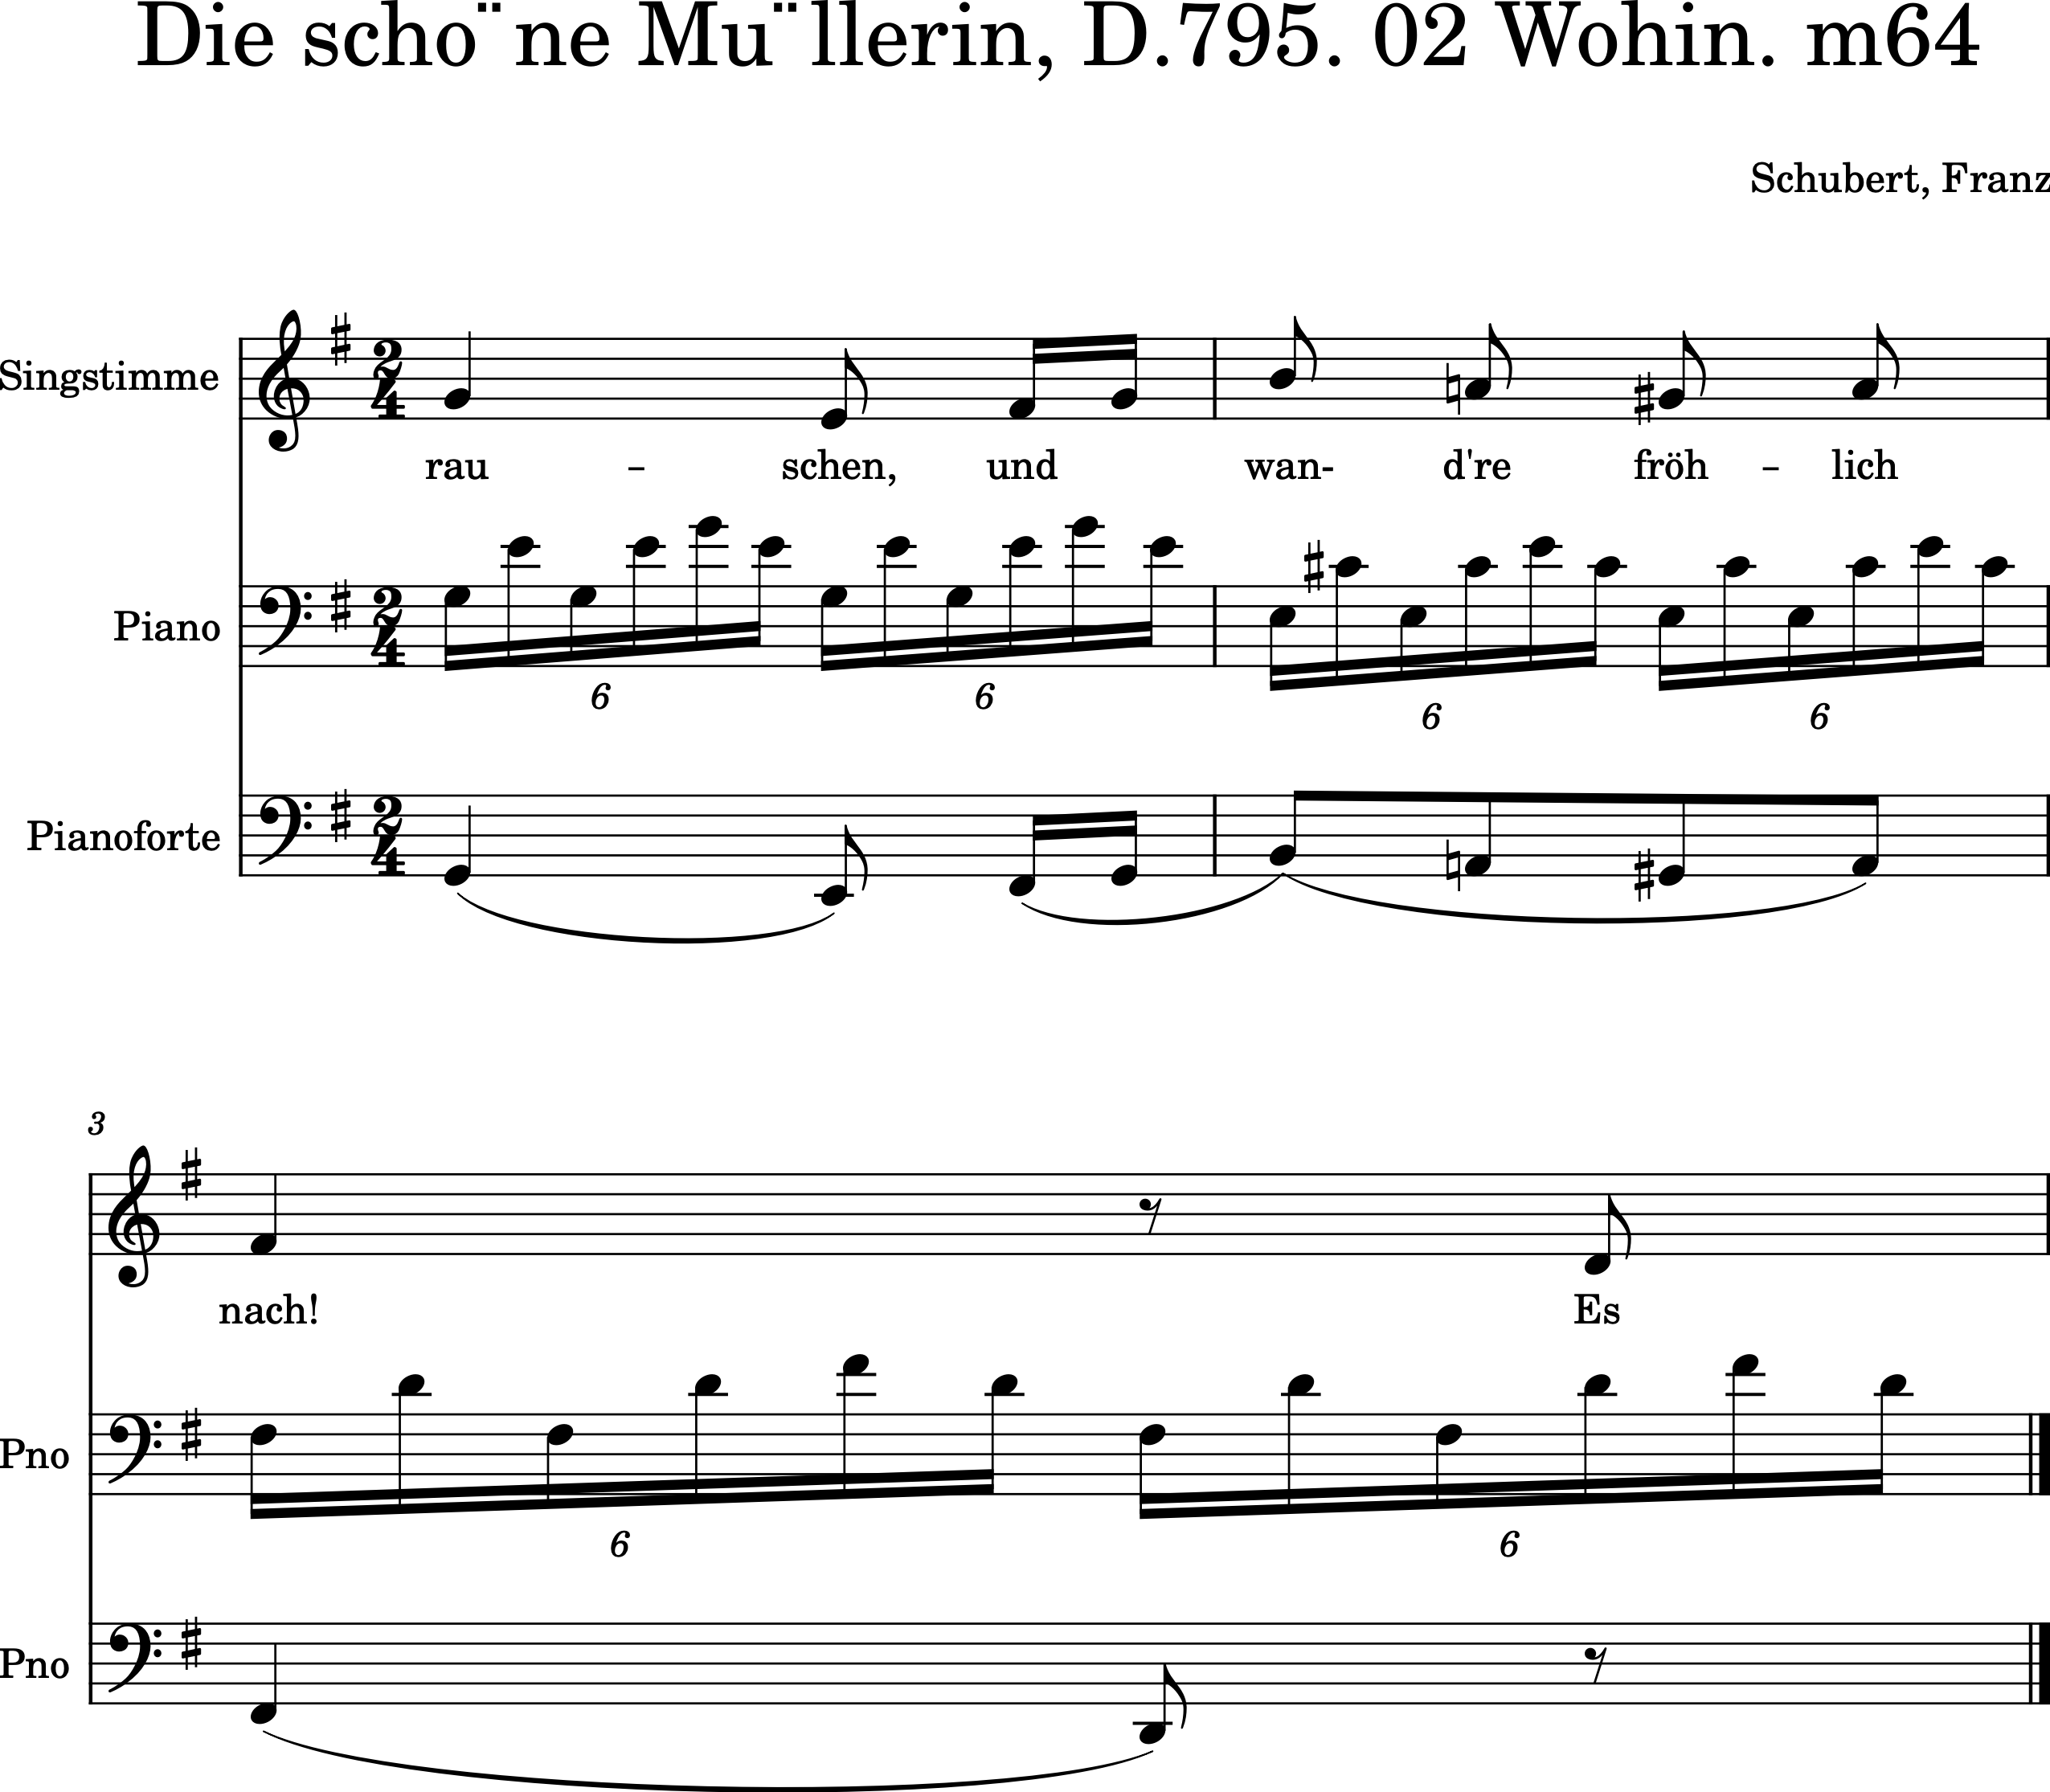 Die scho¨ne Mu¨llerin, D.795. 02 Wohin. m64
Schubert, Franz
Singstimme
rau - schen, und wan- d're fröh - lich
Piano
6 6 6 6
Pianoforte
3
nach! Es
Pno
6 6
Pno